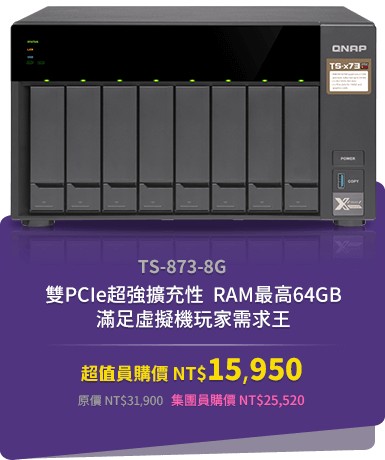 QNAP
TS-x73
POWER
COPY
TS-873-8G
雙PCIe超強擴充性 RAM最高64GB
滿足虛擬機玩家需求王
超值員購價 NT$15,950
原價 NT$31,900 集團員購價 NT$25,520